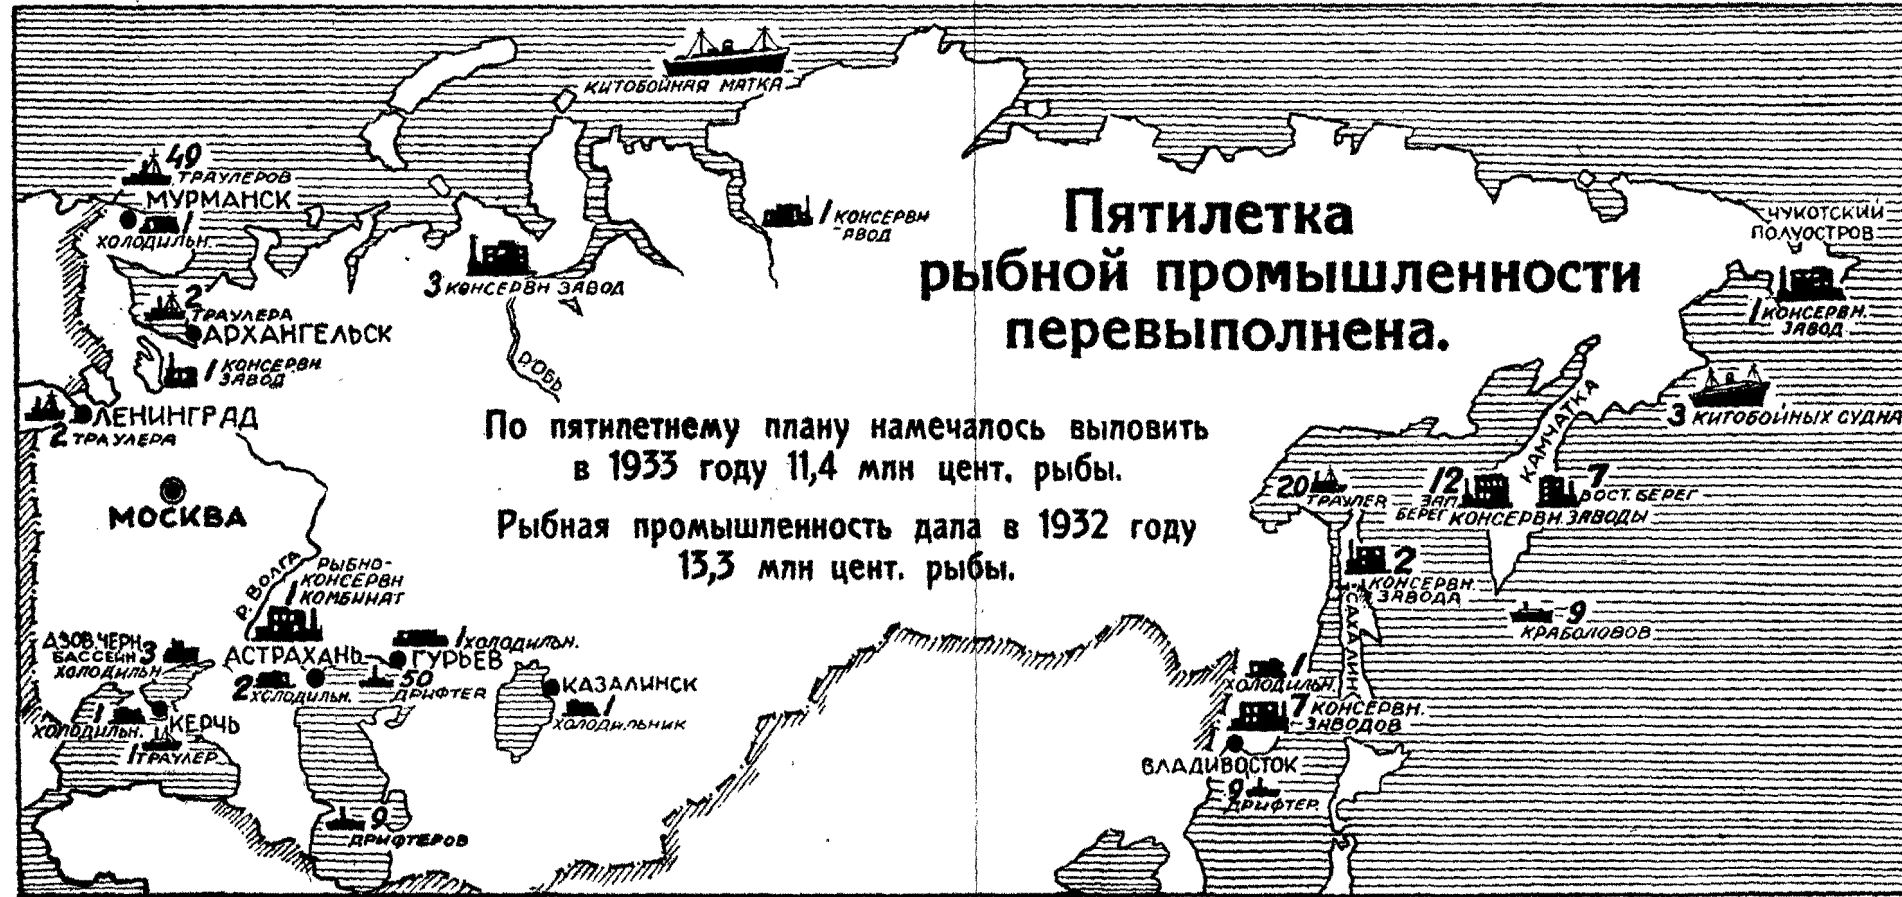 КИТОБОЙНАЯ МАТКА
49
ТРАУЛЕРОВ
МУРМАНСК
1
ХОЛОДИЛЬН.
3 КОНСЕРВН ЗАВОД
1 КОНСЕРВН
ЗАВОД
Пятилетка
рыбной промышленности
перевыполнена.
ЧУКОТСКИЙ
ПОЛУОСТРОВ
1 КОНСЕРВН.
ЗАВОД
2
ТРАУЛЕРА
АРХАНГЕЛЬСК
1 КОНСЕРВН
ЗАВОД
Р.ОБЬ
ЛЕНИНГРАД
2 ТРАУЛЕРА
МОСКВА
По пятилетнему плану намечалось выловить
в 1933 году 11,4 млн цент. рыбы.
Рыбная промышленность дала в 1932 году
13,3 млн цент. рыбы.
3 КИТОБОЙНЫХ СУДНА
КАМЧАТКА
20
ТРАУЛЕР
12
ЗАП.
БЕРЕГ
7
ВОСТ. БЕРЕГ
КОНСЕРВН. ЗАВОДЫ
2
КОНСЕРВН.
ЗАВОДА
САХАЛИН
9
КРАБОЛОВОВ
Р. ВОЛГА
РЫБНО-
КОНСЕРВН
1 КОМБИНАТ
АЗОВ. ЧЕРН.
БАССЕЙН 3
ХОЛОДИЛЬН
АСТРАХАНЬ
2 ХОЛОДИЛЬН.
1 ХОЛОДИЛЬН.
ГУРЬЕВ
50
ДРИФТЕР
КАЗАЛИНСК
1
ХОЛОДИЛЬНИК
1
ХОЛОДИЛЬН.
КЕРЧЬ
1 ТРАУЛЕР
9
ДРИФТЕРОВ
1
ХОЛОДИЛЬН.
7 КОНСЕРВН.
ЗАВОДОВ
ВЛАДИВОСТОК
9
ДРИФТЕР